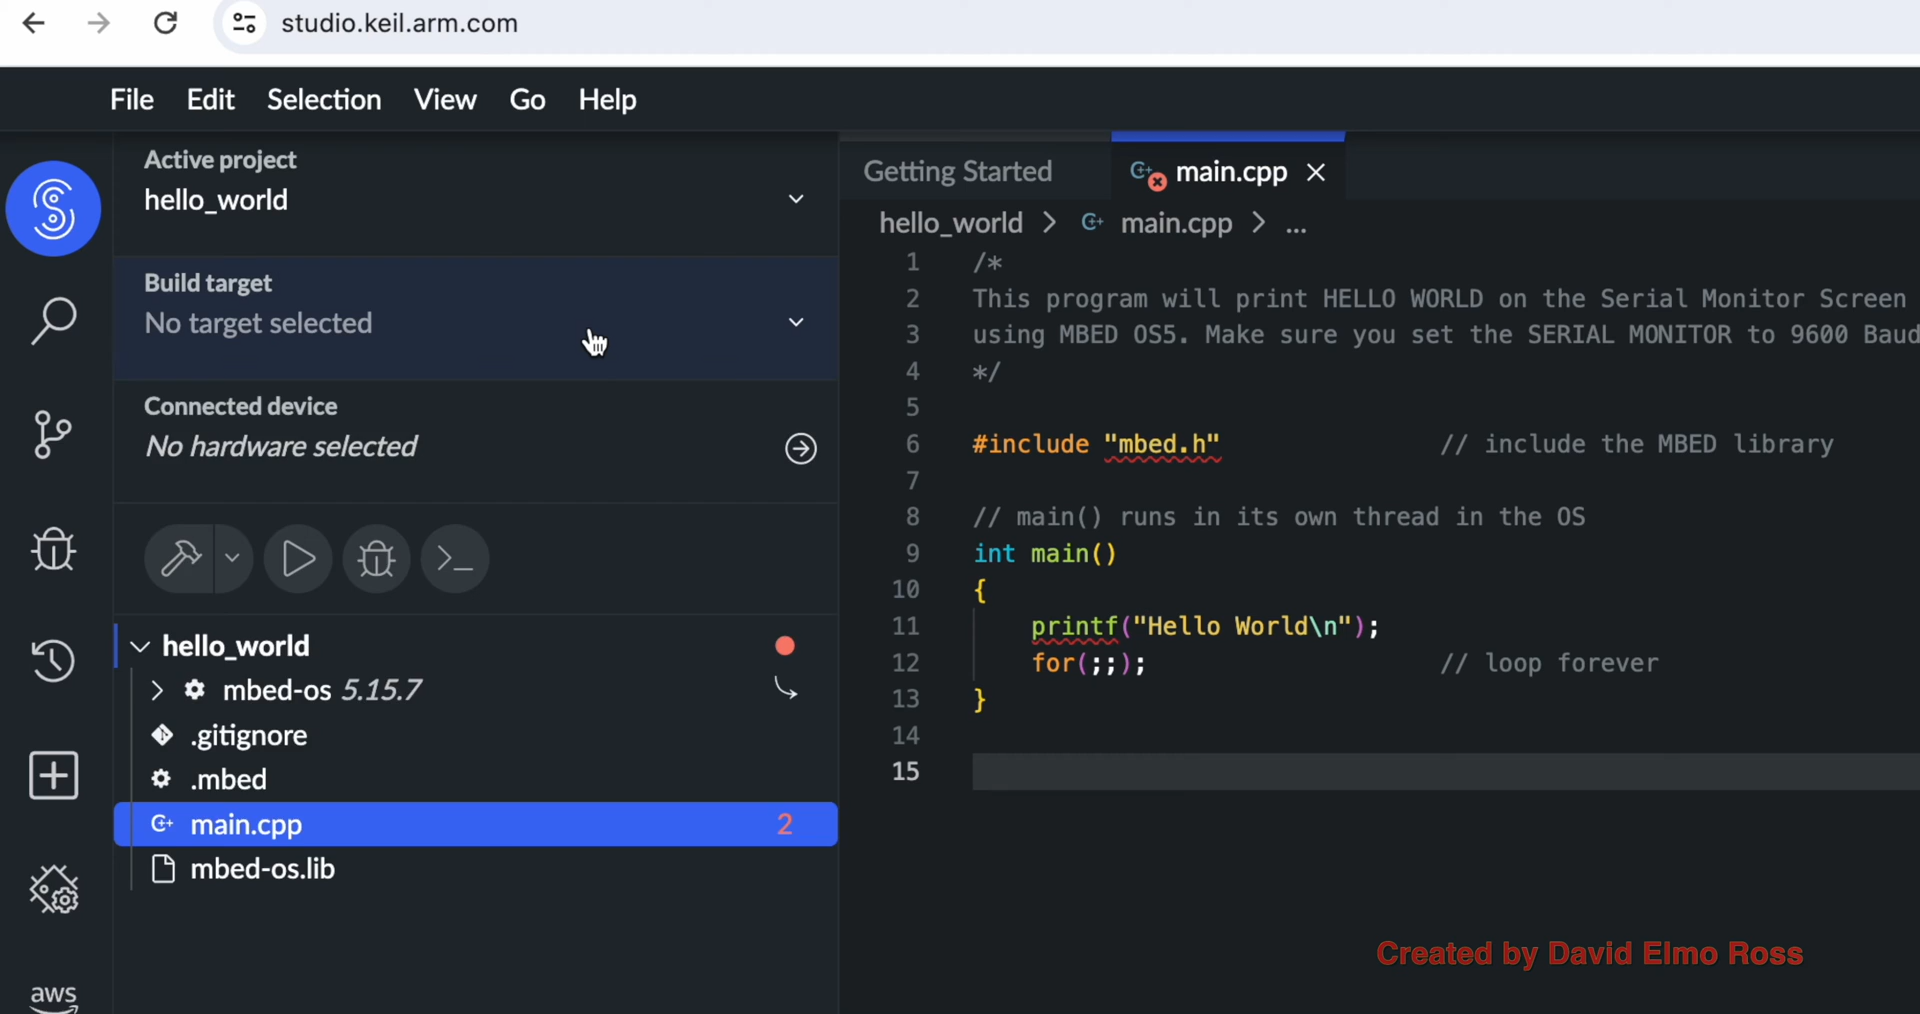 studio.keil.arm.com
File Edit Selection View Go Help
Active project
hello_world
Build target
No target selected
Connected device
No hardware selected
hello_world
mbed-os 5.15.7
.gitignore
.mbed
main.cpp 2
mbed-os.lib
aws
Getting Started main.cpp
hello_world > main.cpp > ...
1 /*
2 This program will print HELLO WORLD on the Serial Monitor Screen
3 using MBED OS5. Make sure you set the SERIAL MONITOR to 9600 Baud
4 */
5
6 #include "mbed.h" // include the MBED library
7
8 // main() runs in its own thread in the OS
9 int main()
10 {
11 printf("Hello World\n");
12 for(;;); // loop forever
13 }
14
15
Created by David Elmo Ross